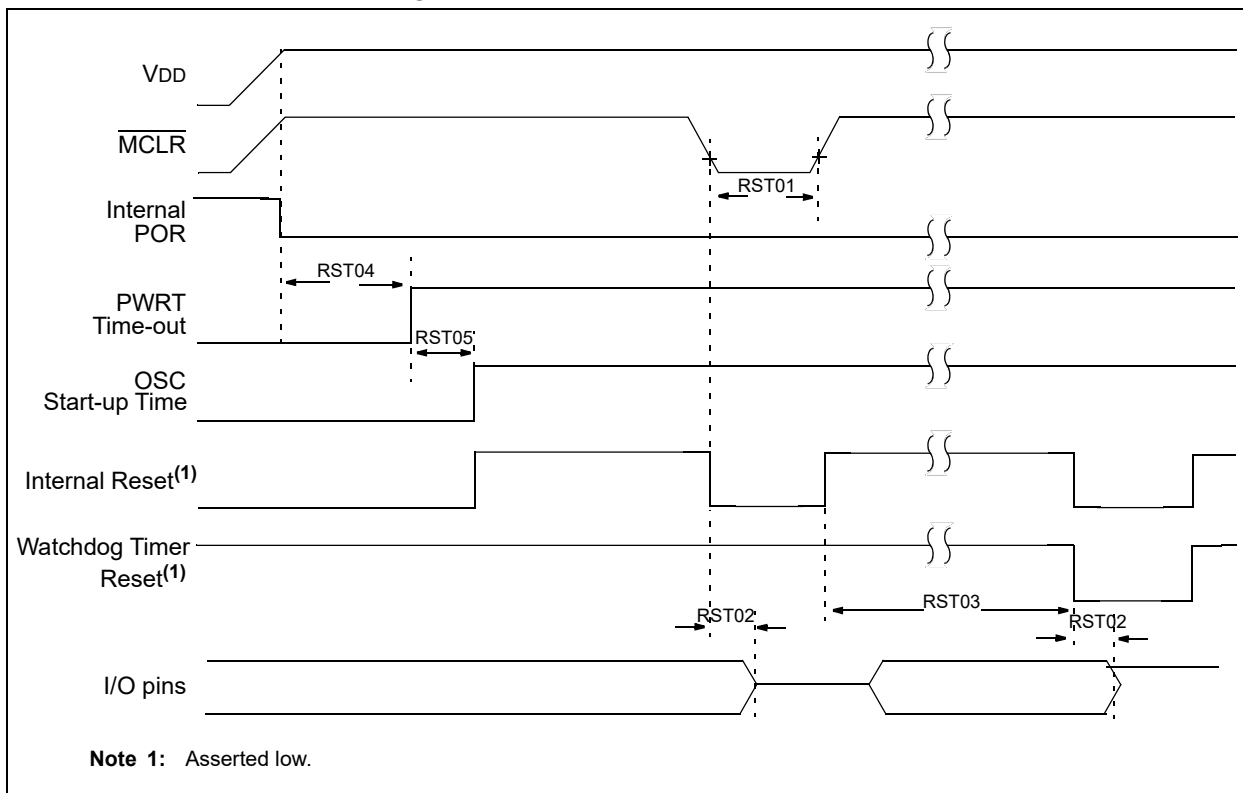 VDD
MCLR
RST01
Internal
POR
RST04
PWRT
Time-out
RST05
OSC
Start-up Time
Internal Reset(1)
Watchdog Timer
Reset(1)
RST03
RST02
RST02
I/O pins
Note 1: Asserted low.